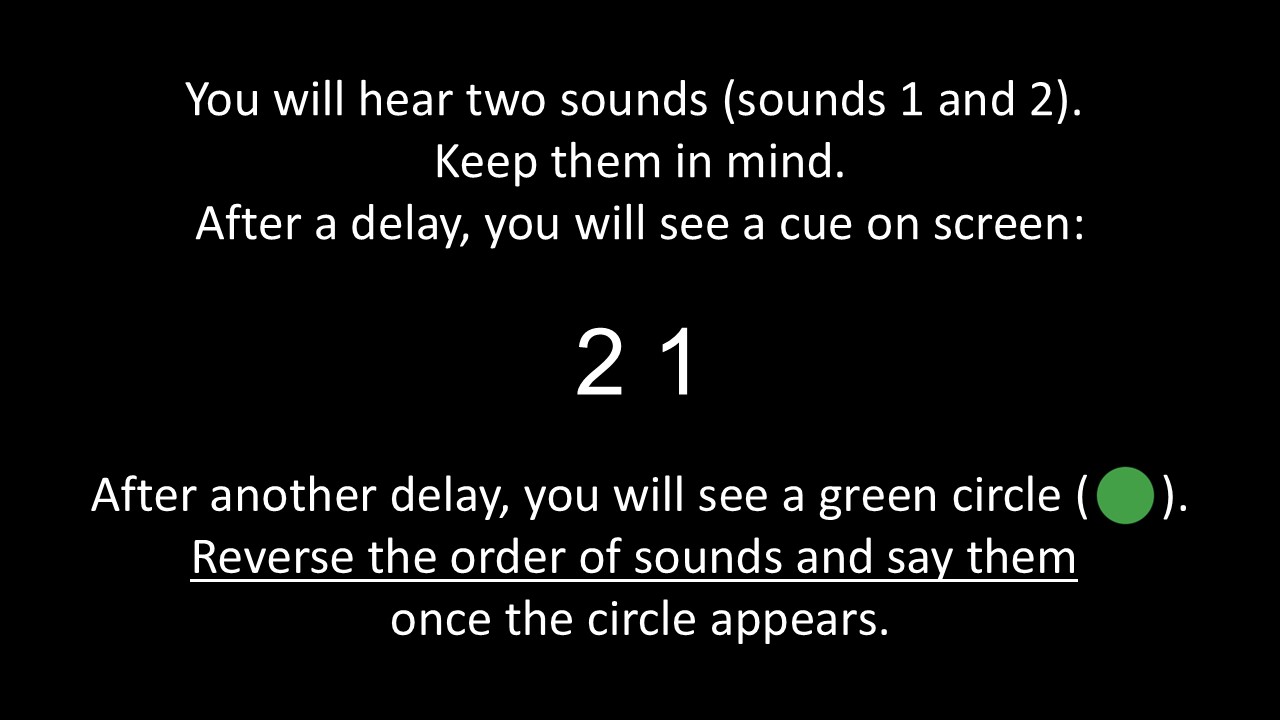 You will hear two sounds (sounds 1 and 2).
Keep them in mind.
After a delay, you will see a cue on screen:
2 1
After another delay, you will see a green circle ( ).
Reverse the order of sounds and say them
once the circle appears.